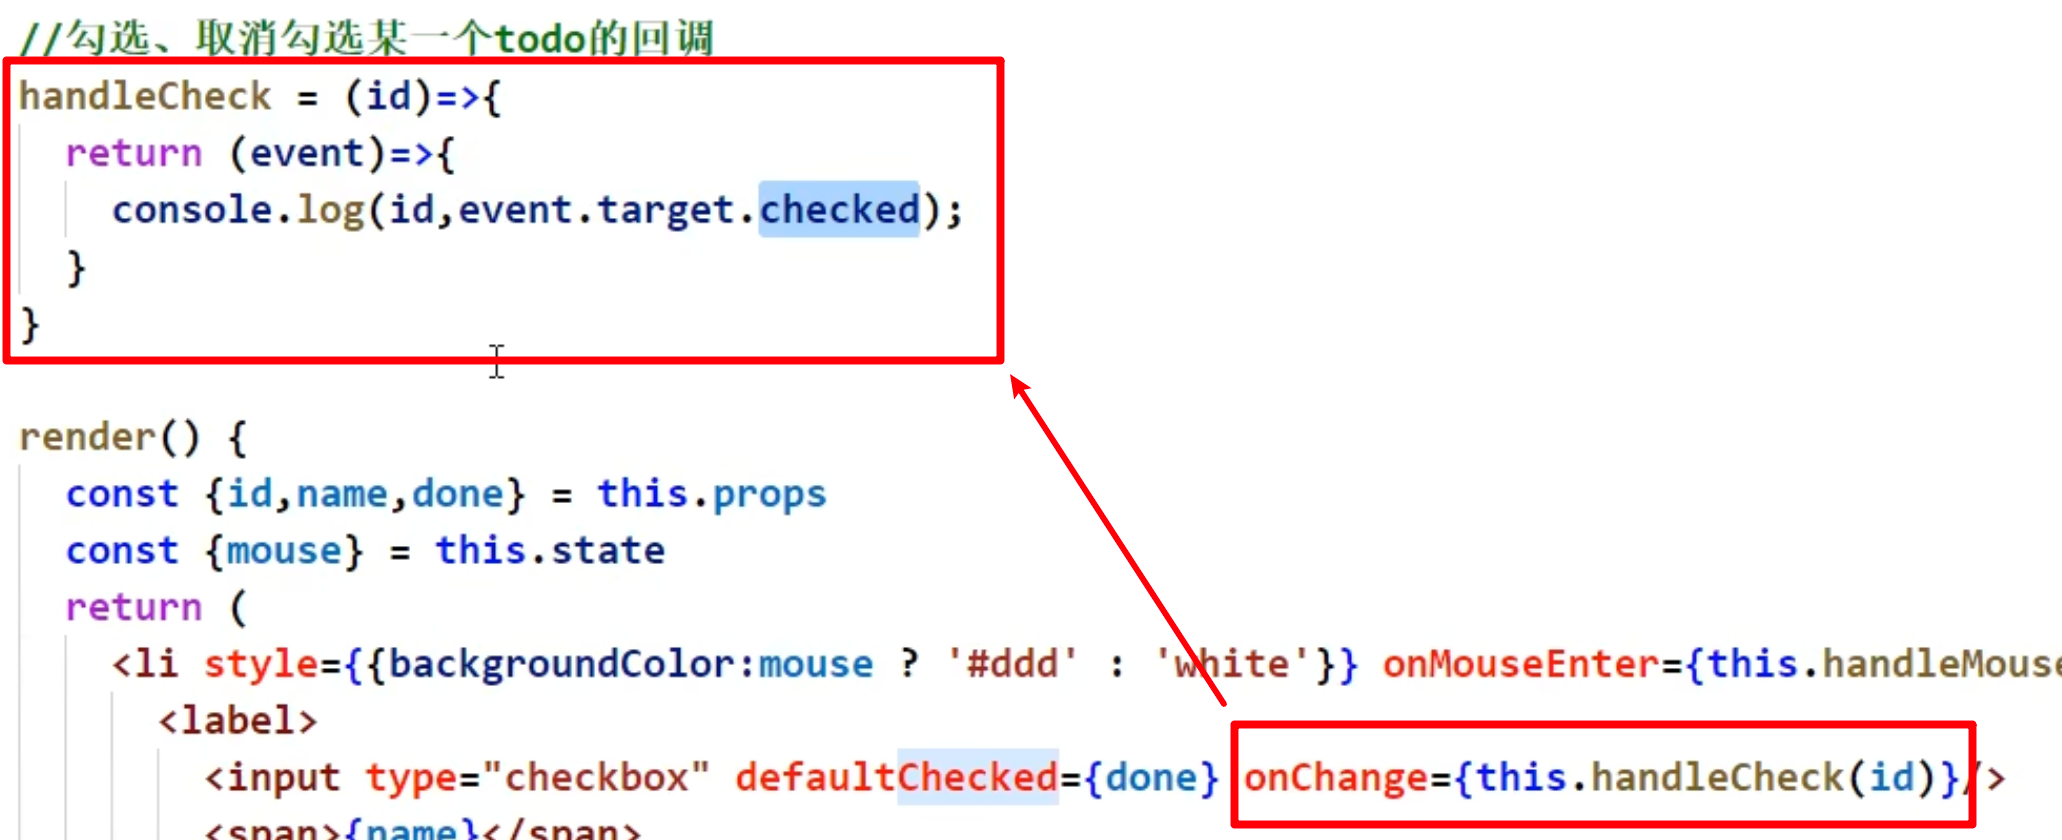 //勾选、取消勾选某一个todo的回调
handleCheck = (id)=>{
return (event)=>{
console.log(id,event.target.checked);
}
}
render() {
const {id,name,done} = this.props
const {mouse} = this.state
return (
<li style={{backgroundColor:mouse ? '#ddd' : 'white'}} onMouseEnter={this.handleMouse
<label>
<input type="checkbox" defaultChecked={done} onChange={this.handleCheck(id)}/>
<span>{name}</span>